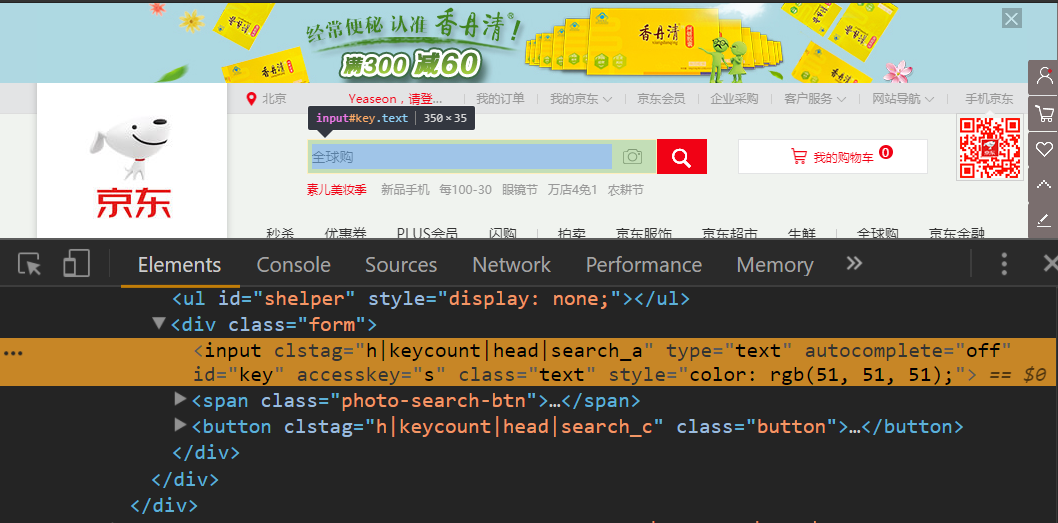 经常便秘 认准 香丹清!
满300 减60
香丹清
北京
Yeaseon，请登...
我的订单
我的京东
京东会员
企业采购
客户服务
网站导航
手机京东
input#key.text | 350×35
全球购
我的购物车
0
素儿美妆季
新品手机
每100-30
眼镜节
万店4免1
农耕节
京东
秒杀
优惠券
PLUS会员
闪购
拍卖
京东服饰
京东超市
生鲜
全球购
京东金融
Elements
Console
Sources
Network
Performance
Memory
<ul id="shelper" style="display: none;"></ul>
<div class="form">
<input clstag="h|keycount|head|search_a" type="text" autocomplete="off"
id="key" accesskey="s" class="text" style="color: rgb(51, 51, 51);"> == $0
<span class="photo-search-btn">…</span>
<button clstag="h|keycount|head|search_c" class="button">…</button>
</div>
</div>
</div>